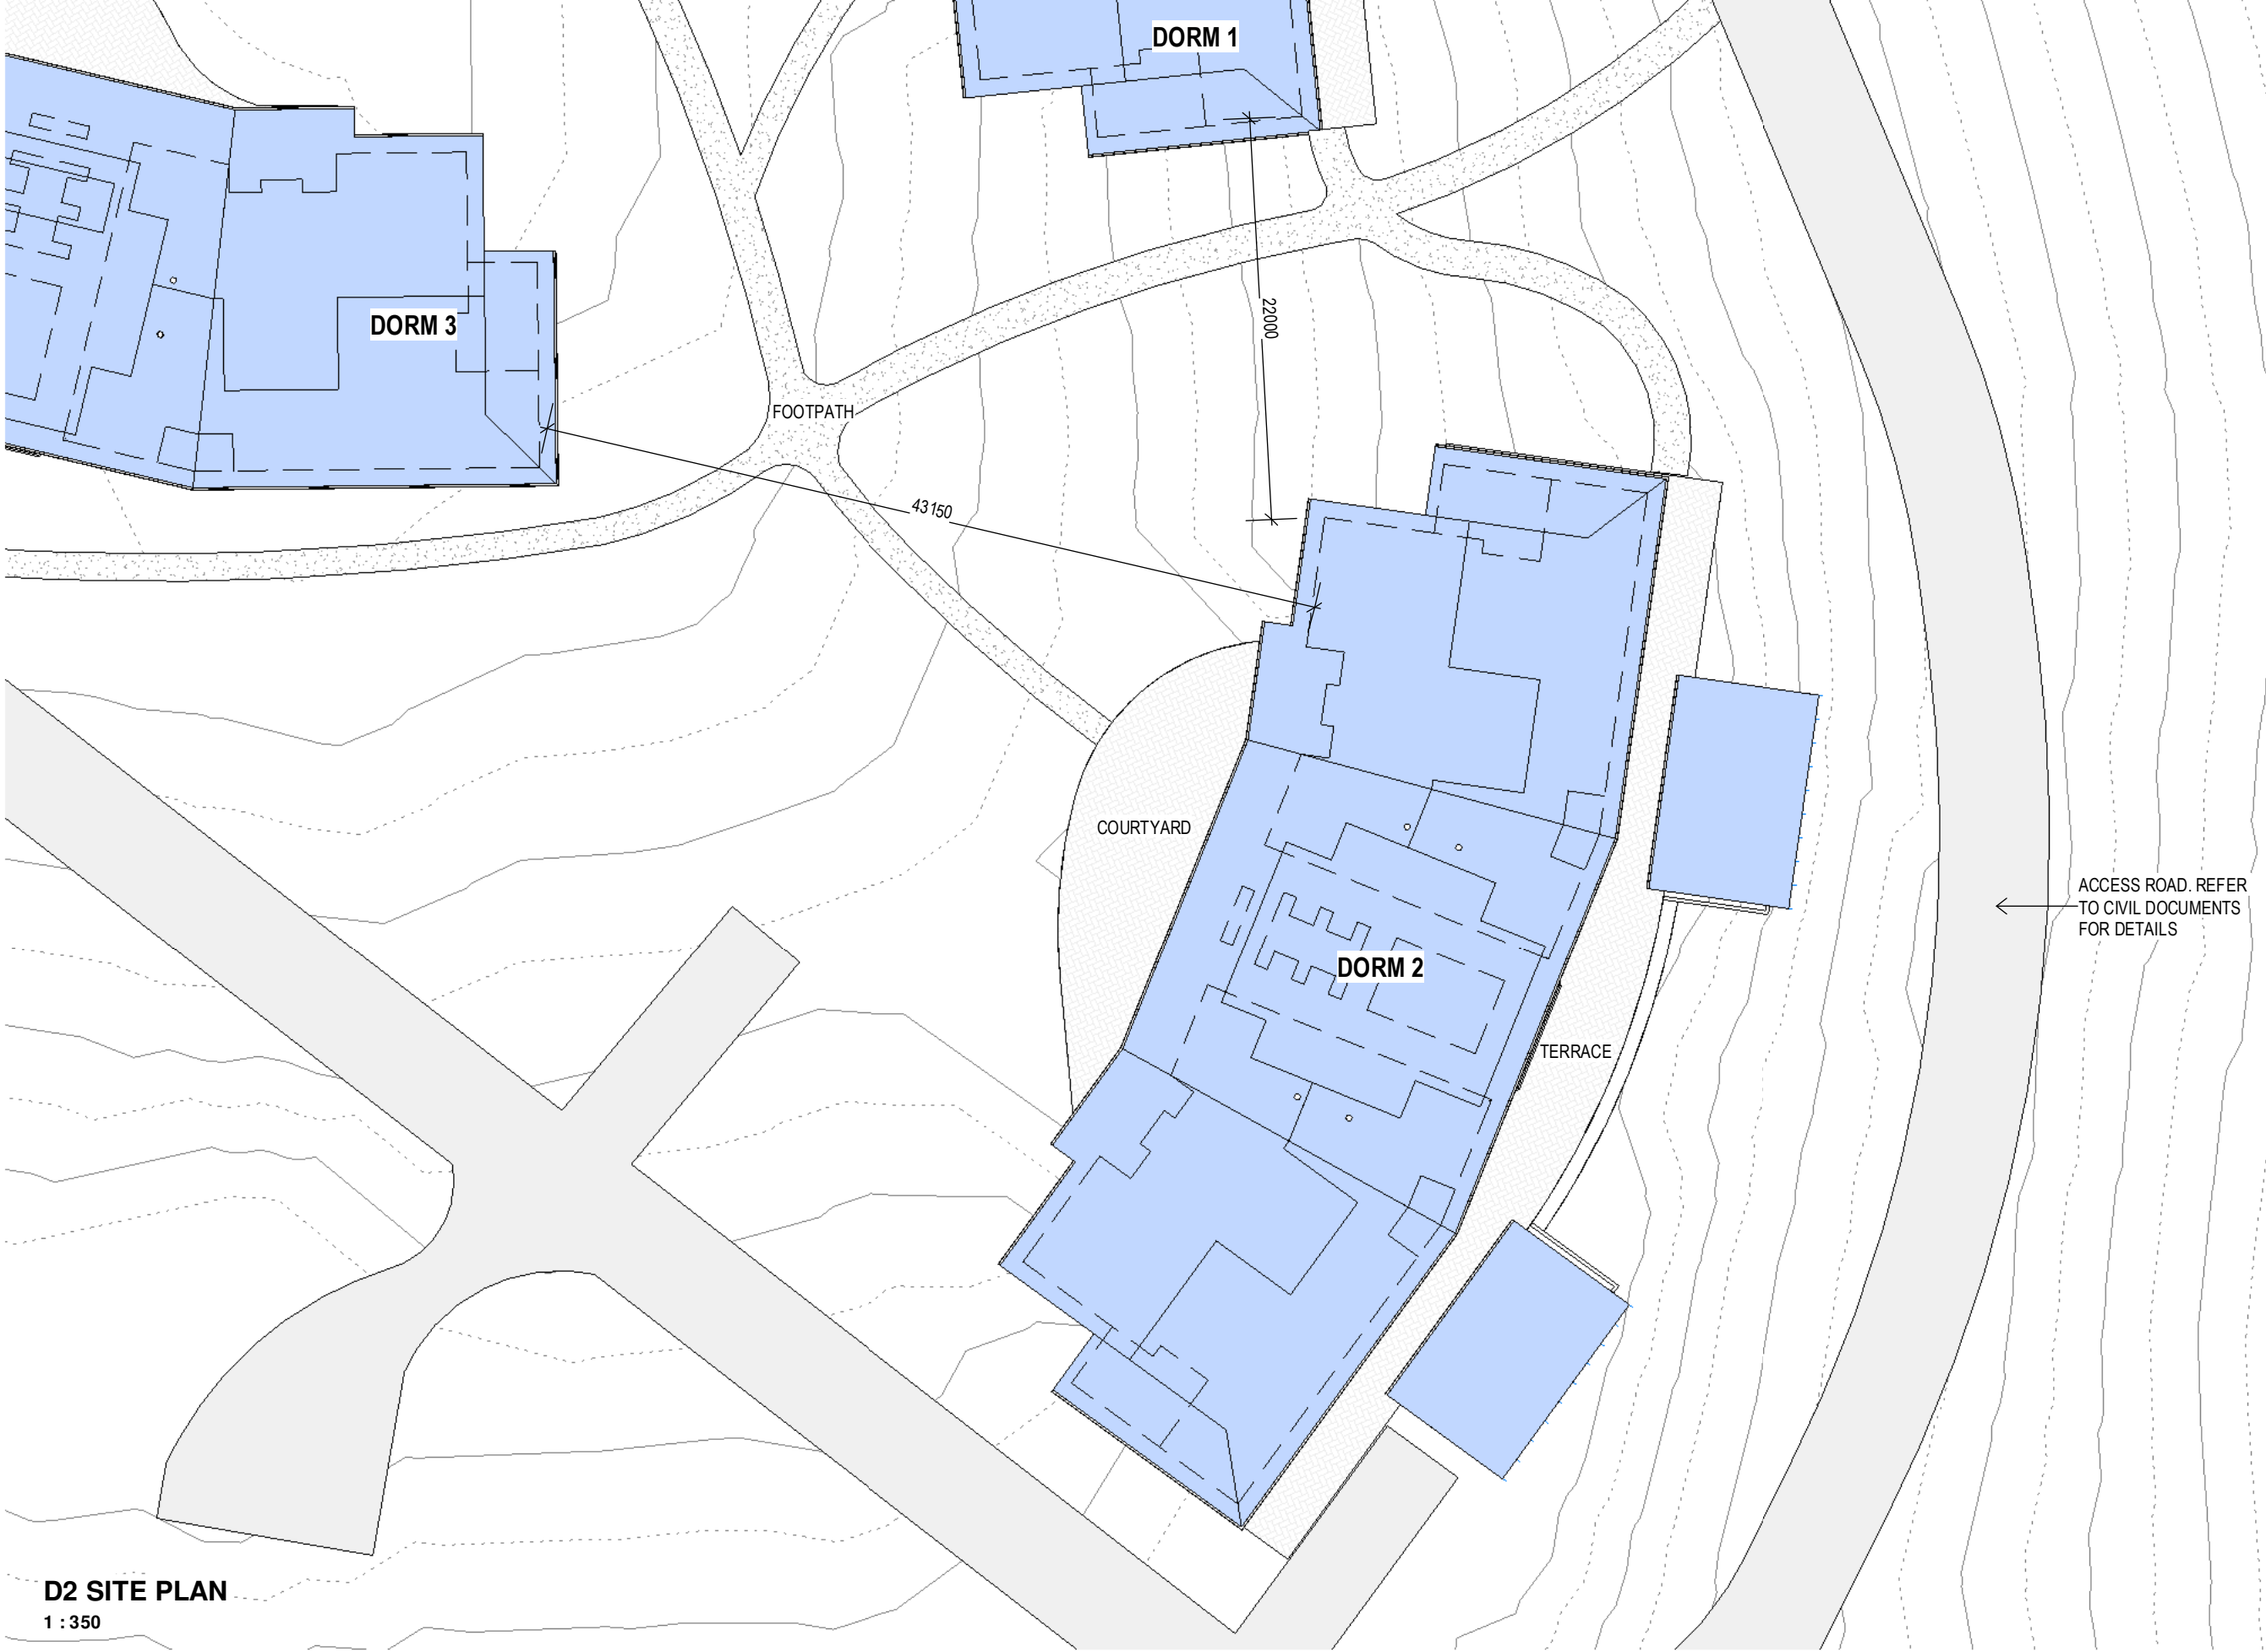 DORM 1
DORM 3
22000
FOOTPATH
43150
COURTYARD
ACCESS ROAD. REFER
TO CIVIL DOCUMENTS
FOR DETAILS
DORM 2
TERRACE
D2 SITE PLAN
1 : 350